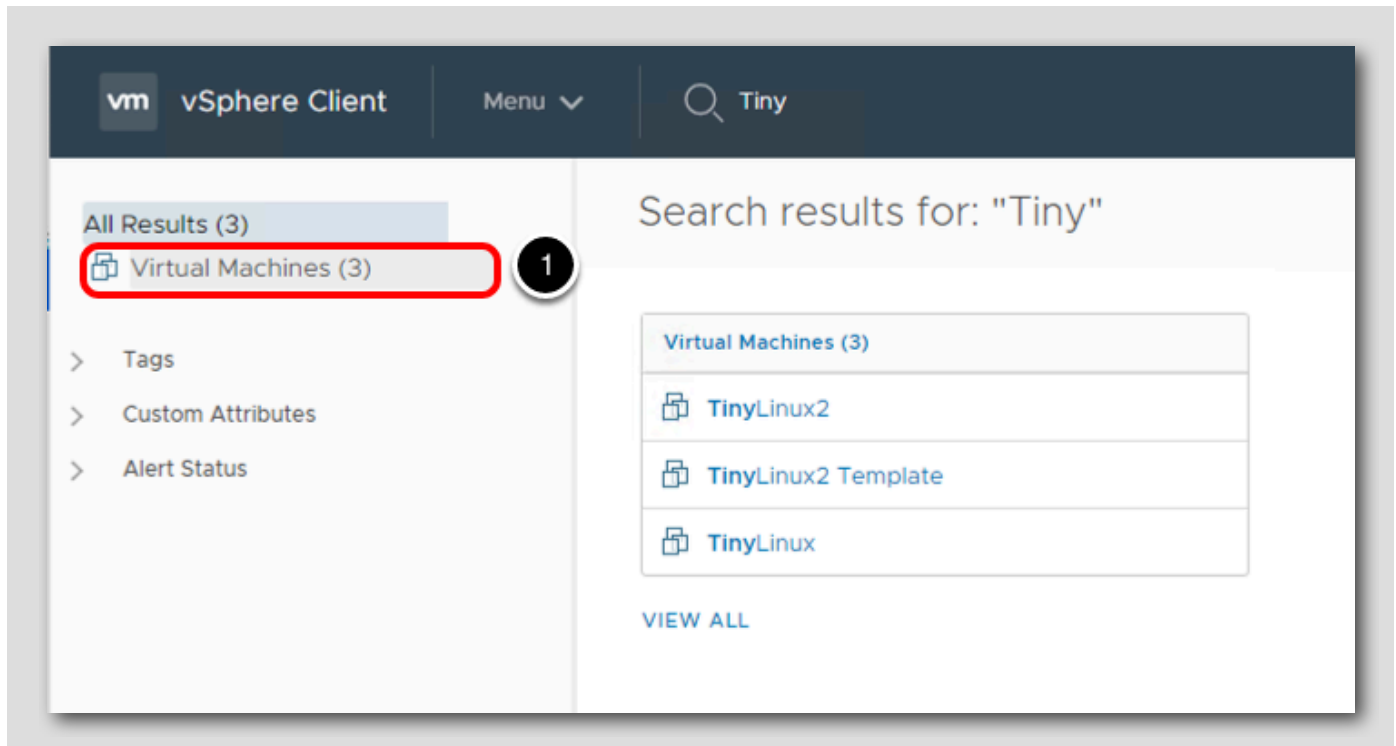 vm vSphere Client Menu Tiny
All Results (3)
Virtual Machines (3)
1
Tags
Custom Attributes
Alert Status
Search results for: "Tiny"
Virtual Machines (3)
TinyLinux2
TinyLinux2 Template
TinyLinux
VIEW ALL